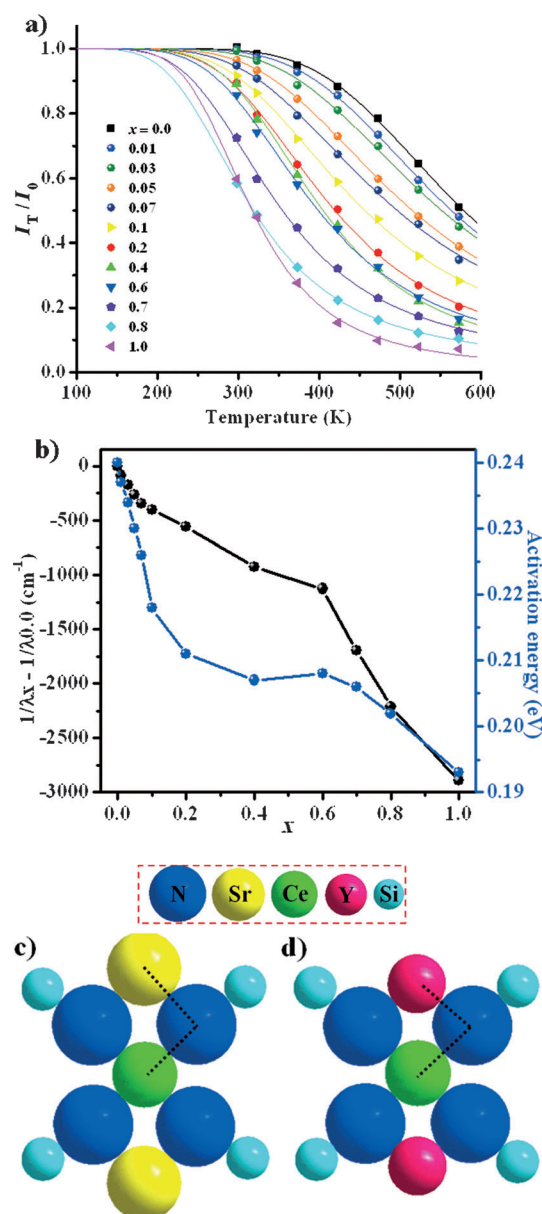 a)
1.0
0.8
0.6
0.4
0.2
0.0
I_T / I_0
x = 0.0
0.01
0.03
0.05
0.07
0.1
0.2
0.4
0.6
0.7
0.8
1.0
100 200 300 400 500 600
Temperature (K)
b)
0
-500
-1000
-1500
-2000
-2500
-3000
1/λx - 1/λ0.0 (cm⁻¹)
0.24
0.23
0.22
0.21
0.20
0.19
Activation energy (eV)
0.0 0.2 0.4 0.6 0.8 1.0
x
N Sr Ce Y Si
c) d)